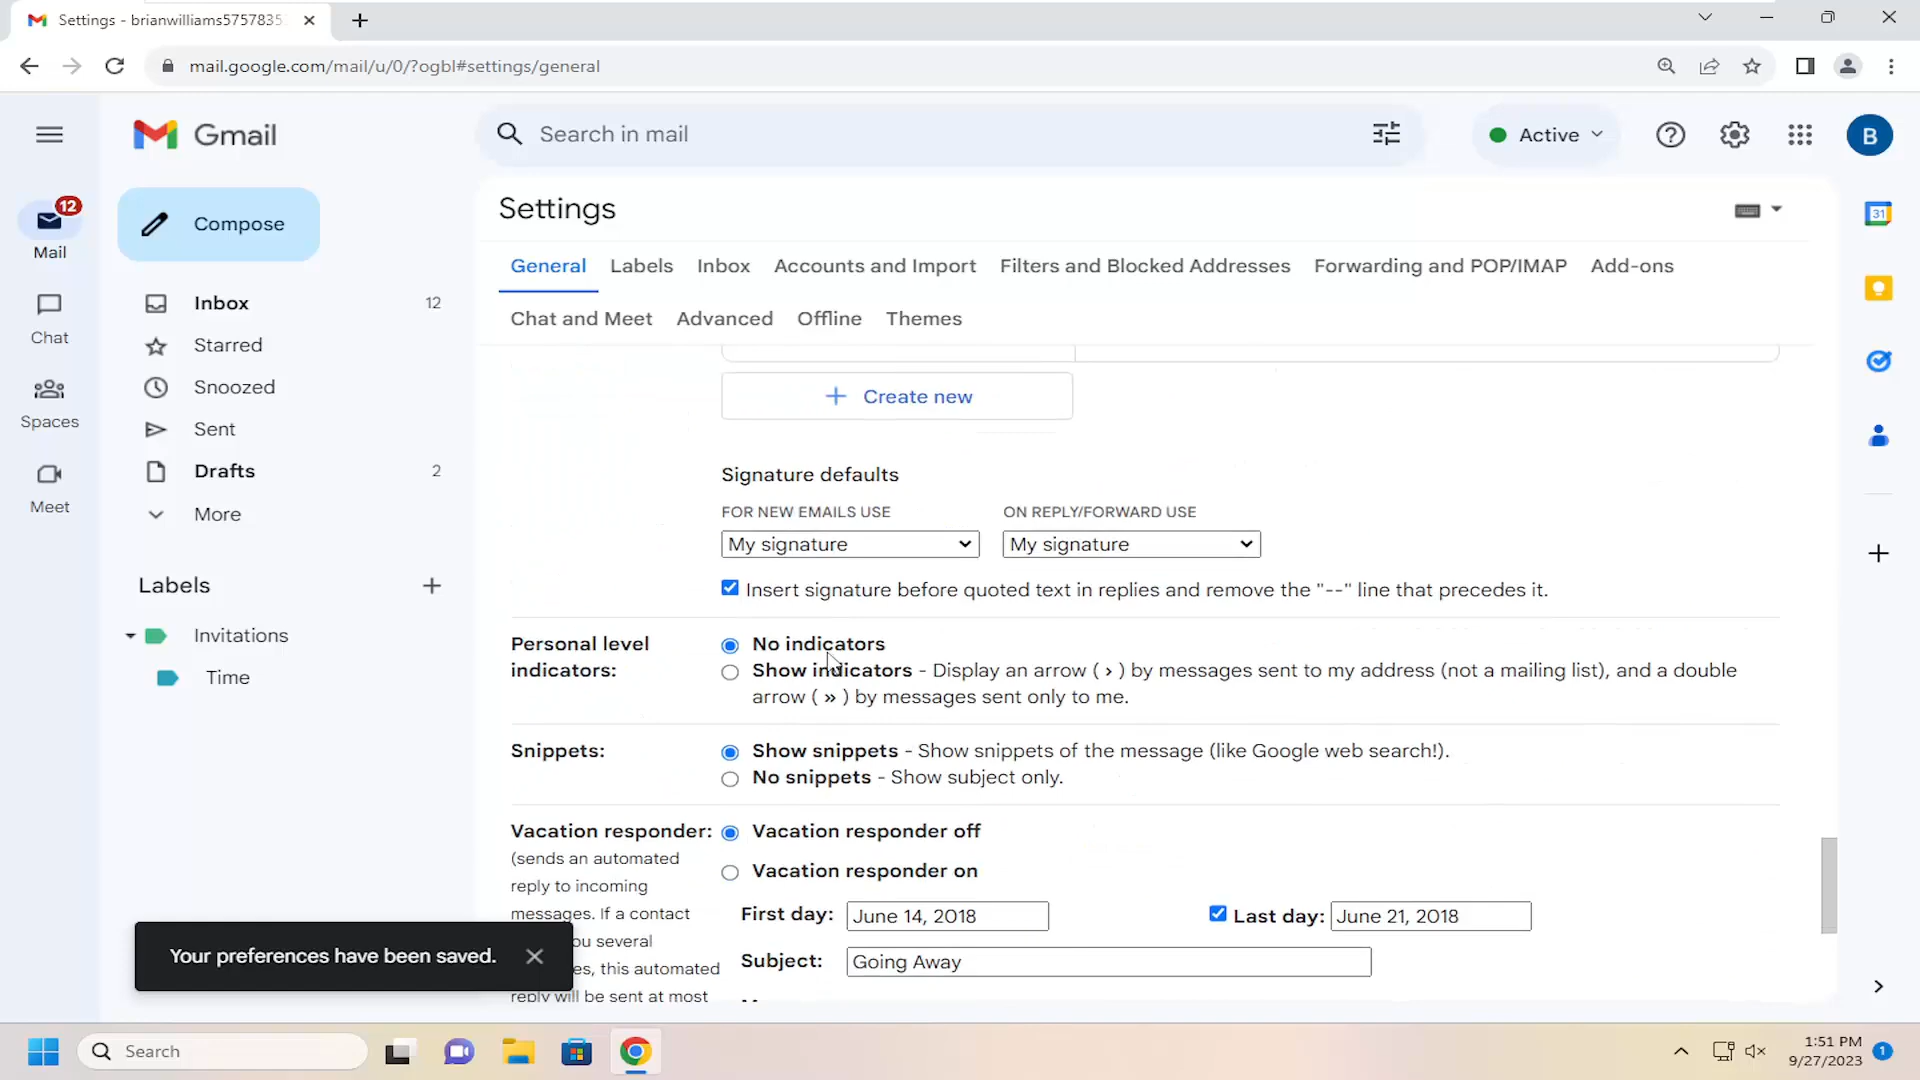 Settings - brianwilliams5757835
mail.google.com/mail/u/0/?ogbl#settings/general
Gmail
Search in mail
Active
B
12
Mail
Chat
Spaces
Meet
Compose
Inbox 12
Starred
Snoozed
Sent
Drafts 2
More
Labels
Invitations
Time
Settings
General Labels Inbox Accounts and Import Filters and Blocked Addresses Forwarding and POP/IMAP Add-ons
Chat and Meet Advanced Offline Themes
Create new
Signature defaults
FOR NEW EMAILS USE ON REPLY/FORWARD USE
My signature My signature
Insert signature before quoted text in replies and remove the "--" line that precedes it.
Personal level
indicators:
No indicators
Show indicators - Display an arrow ( › ) by messages sent to my address (not a mailing list), and a double
arrow ( » ) by messages sent only to me.
Snippets:
Show snippets - Show snippets of the message (like Google web search!).
No snippets - Show subject only.
Vacation responder:
(sends an automated
reply to incoming
messages. If a contact
ou several
es, this automated
reply will be sent at most
Vacation responder off
Vacation responder on
First day: June 14, 2018 Last day: June 21, 2018
Subject: Going Away
Your preferences have been saved.
31
Search
1:51 PM
9/27/2023
1